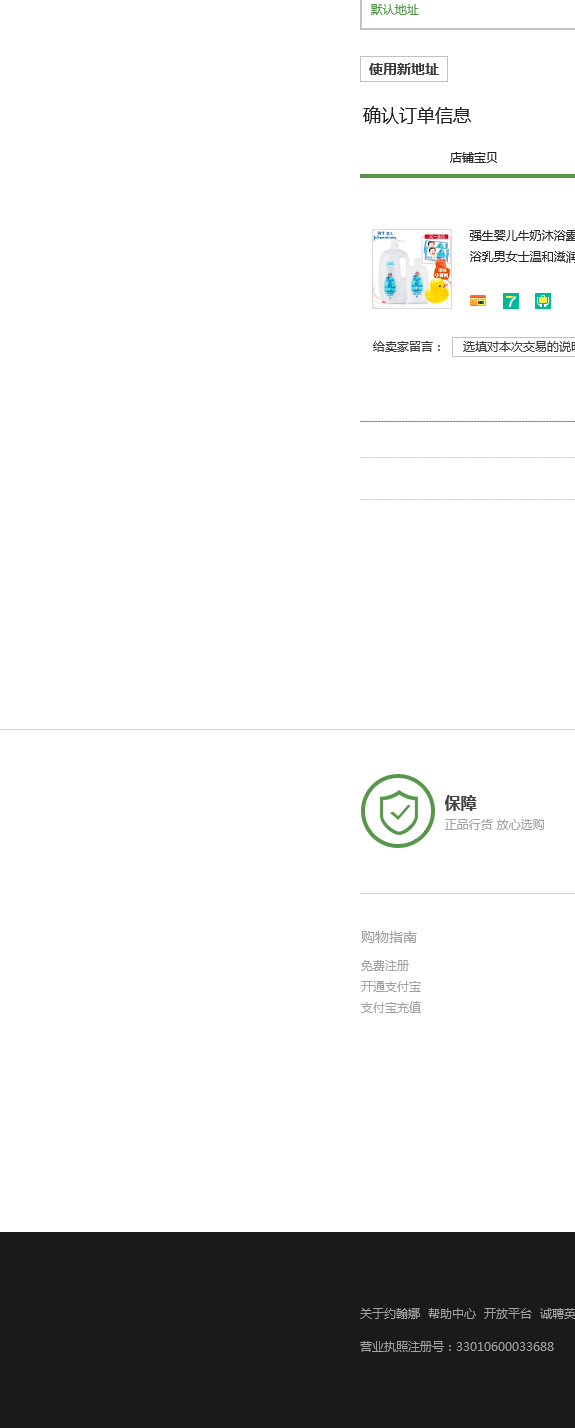 默认地址
使用新地址
确认订单信息
店铺宝贝
强生婴儿牛奶沐浴露
浴乳男女士温和滋润
7
给卖家留言：
选填对本次交易的说明
保障
正品行货 放心选购
购物指南
免费注册
开通支付宝
支付宝充值
关于约翰娜 帮助中心 开放平台 诚聘英
营业执照注册号：33010600033688